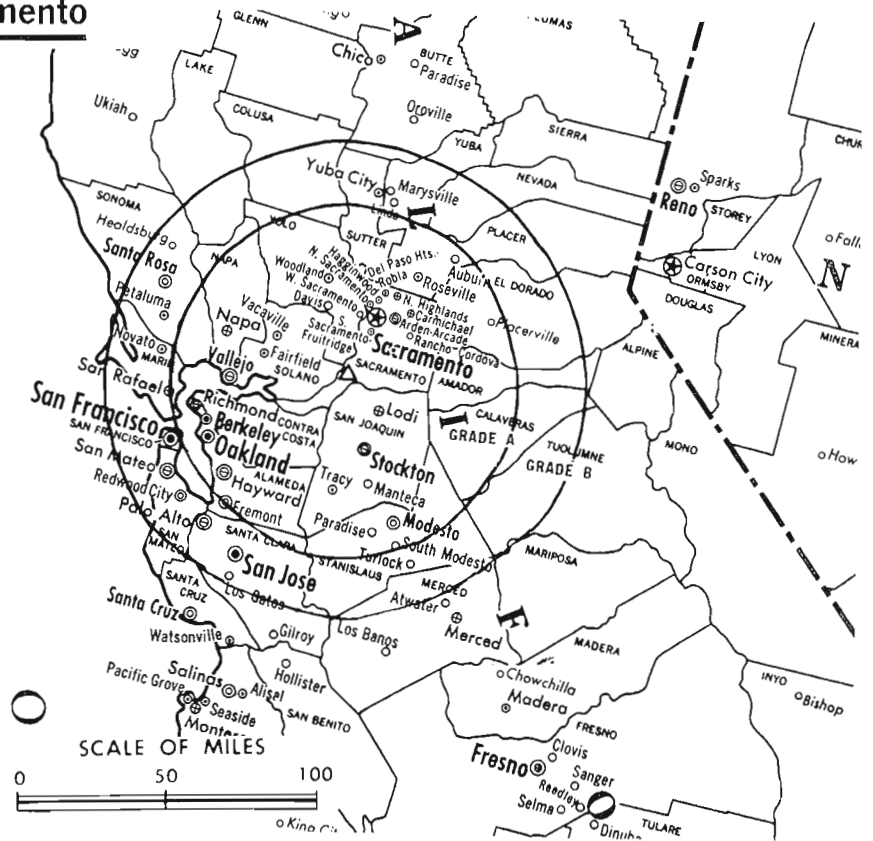 mento
GLENN
A
BUTTE
Chico
Paradise
LAKE
Ukiah
COLUSA
Oroville
YUBA
SIERRA
NEVADA
Yuba City
Marysville
Linda
I
Sparks
Reno
STOREY
SONOMA
Healdsburg
Santa Rosa
YOLO
SUTTER
PLACER
NAPA
LYON
Carson City
ORMSBY
DOUGLAS
N
Del Paso Hts.
Hagginwood
Robla
Woodland
N. Sacramento
W. Sacramento
Davis
Auburn
Roseville
EL DORADO
N. Highlands
Carmichael
Arden-Arcade
Rancho Cordova
Placerville
Petaluma
Napa
Vacaville
S. Sacramento
Fruitridge
Sacramento
ALPINE
Novato
MARIN
Vallejo
Fairfield
SOLANO
SACRAMENTO
AMADOR
San Rafael
Richmond
CONTRA
COSTA
Lodi
SAN JOAQUIN
I
CALAVERAS
GRADE A
San Francisco
SAN FRANCISCO
Berkeley
Oakland
TUOLUMNE
GRADE B
MONO
Stockton
San Mateo
ALAMEDA
Hayward
Tracy
Manteca
Redwood City
Fremont
Palo Alto
Paradise
Modesto
SAN
MATEO
SANTA CLARA
South Modesto
Turlock
MARIPOSA
San Jose
STANISLAUS
SANTA
CRUZ
Los Gatos
MERCED
Atwater
F
Santa Cruz
Merced
Watsonville
Gilroy
Los Banos
MADERA
Salinas
Alisal
Hollister
Chowchilla
Madera
INYO
Bishop
Pacific Grove
Seaside
SAN BENITO
FRESNO
O
SCALE OF MILES
0 50 100
Clovis
Fresno
Sanger
Reedley
Selma
Dinuba
TULARE